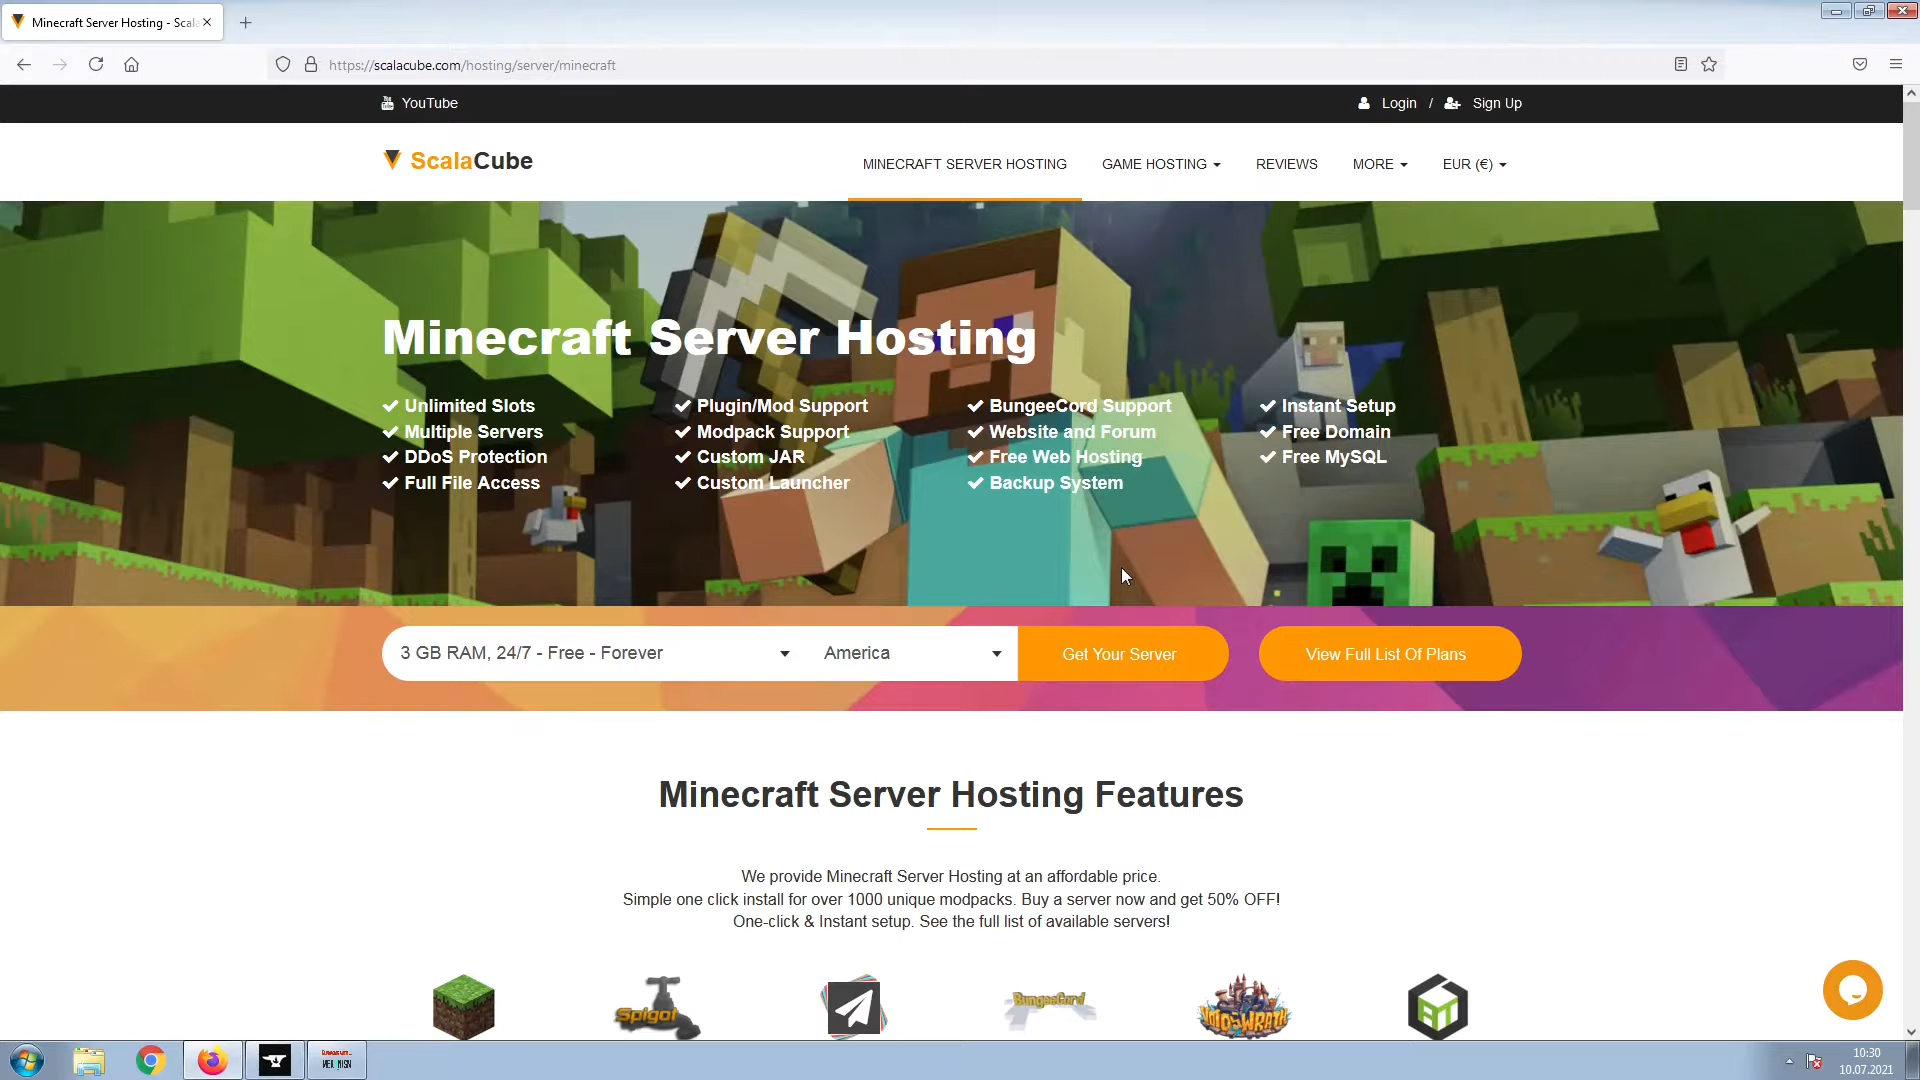 Minecraft Server Hosting - Scala
https://scalacube.com/hosting/server/minecraft
YouTube
Login / Sign Up
ScalaCube
MINECRAFT SERVER HOSTING
GAME HOSTING
REVIEWS
MORE
EUR (€)
Minecraft Server Hosting
Unlimited Slots
Multiple Servers
DDoS Protection
Full File Access
Plugin/Mod Support
Modpack Support
Custom JAR
Custom Launcher
BungeeCord Support
Website and Forum
Free Web Hosting
Backup System
Instant Setup
Free Domain
Free MySQL
3 GB RAM, 24/7 - Free - Forever
America
Get Your Server
View Full List Of Plans
Minecraft Server Hosting Features
We provide Minecraft Server Hosting at an affordable price.
Simple one click install for over 1000 unique modpacks. Buy a server now and get 50% OFF!
One-click & Instant setup. See the full list of available servers!
Spigot
BungeeCord
10:30
10.07.2021